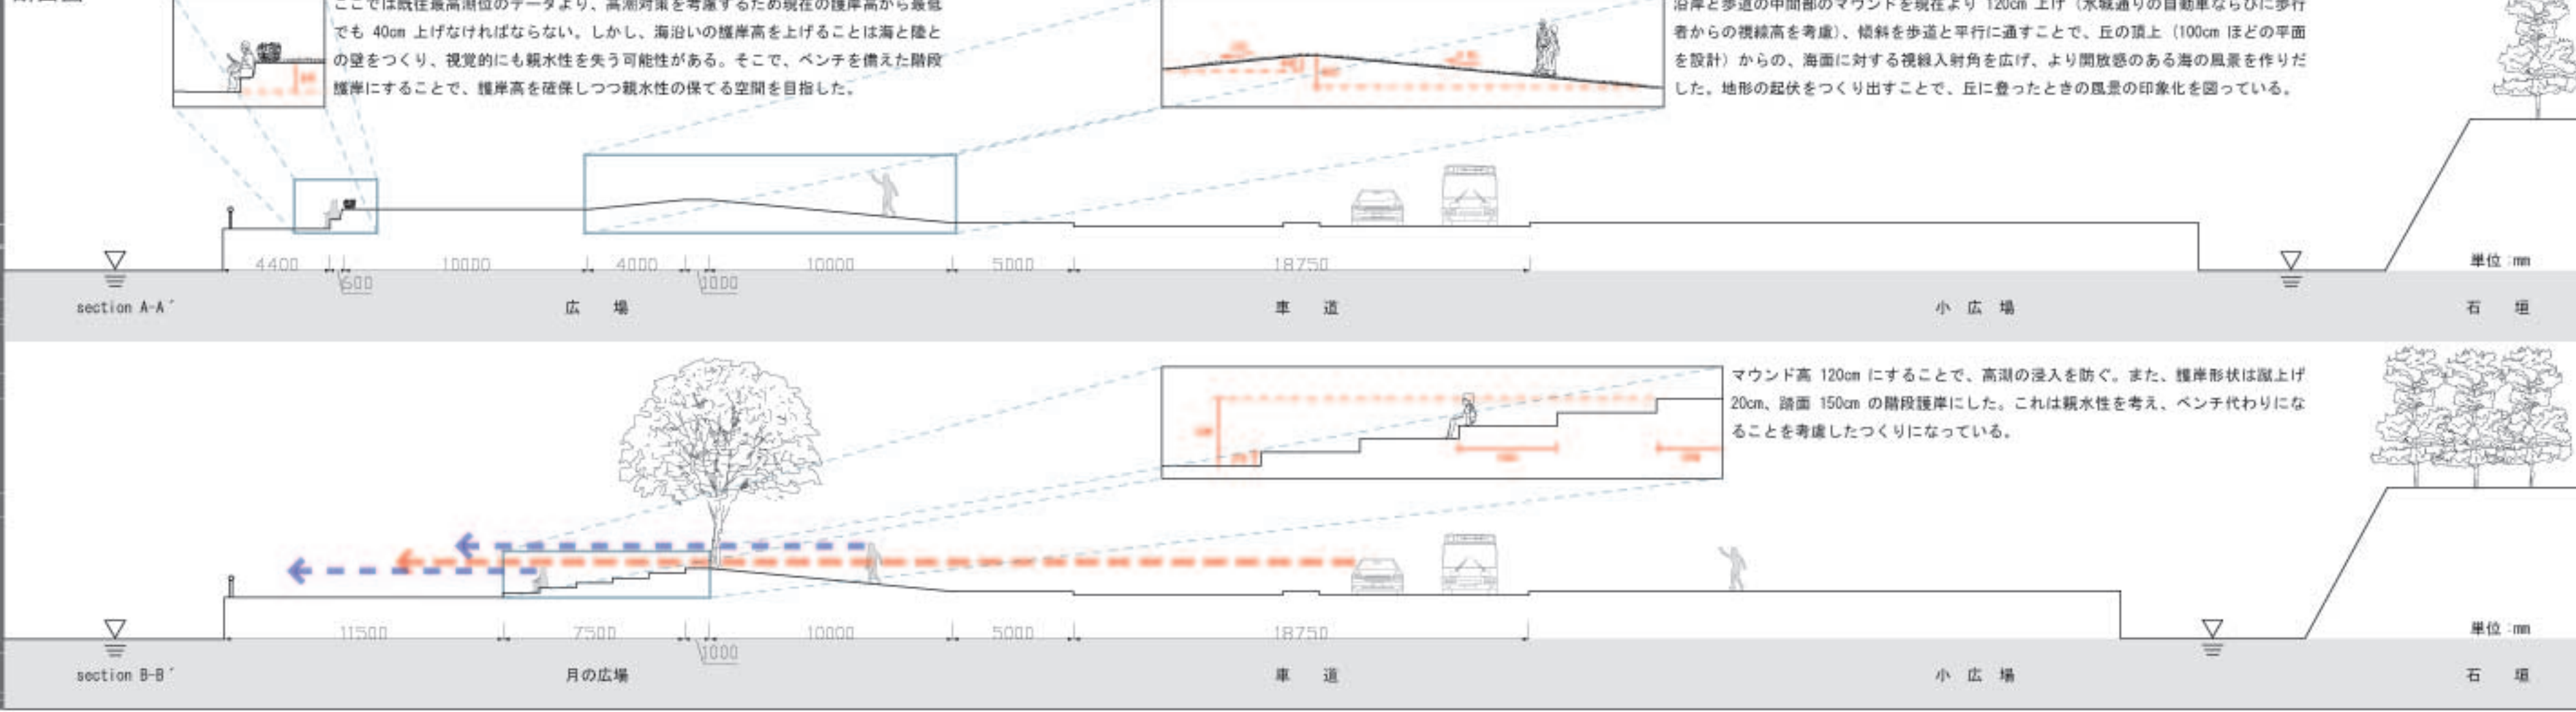 ここでは既往最高潮位のデータより、高潮対策を考慮するため現在の護岸高から最低
でも 40cm 上げなければならない。しかし、海沿いの護岸高を上げることは海と陸と
の壁をつくり、視覚的にも親水性を失う可能性がある。そこで、ベンチを備えた階段
護岸にすることで、護岸高を確保しつつ親水性の保てる空間を目指した。
沿岸と歩道の中間部のマウンドを現在より 120cm 上げ（水城通りの自動車ならびに歩行
者からの視線高を考慮）、傾斜を歩道と平行に通すことで、丘の頂上（100cm ほどの平面
を設計）からの、海面に対する視線入射角を広げ、より開放感のある海の風景を作りだ
した。地形の起伏をつくり出すことで、丘に登ったときの風景の印象化を図っている。
4400
600
10000
4000
1000
10000
5000
18750
単位:mm
section A-A´
広 場
車 道
小 広 場
石 垣
マウンド高 120cm にすることで、高潮の浸入を防ぐ。また、護岸形状は蹴上げ
20cm、踏面 150cm の階段護岸にした。これは親水性を考え、ベンチ代わりにな
ることを考慮したつくりになっている。
11500
7500
1000
10000
5000
18750
単位:mm
section B-B´
月の広場
車 道
小 広 場
石 垣